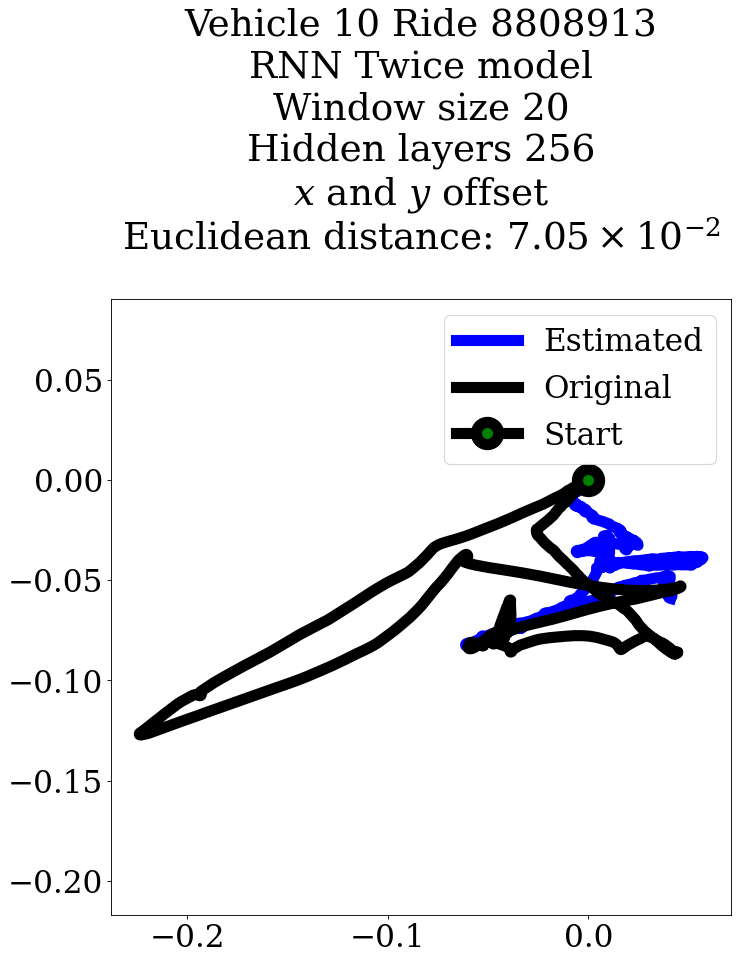 Vehicle 10 Ride 8808913
RNN Twice model
Window size 20
Hidden layers 256
x and y offset
Euclidean distance: 7.05 × 10⁻²
Estimated
Original
Start
0.05
0.00
−0.05
−0.10
−0.15
−0.20
−0.2 −0.1 0.0